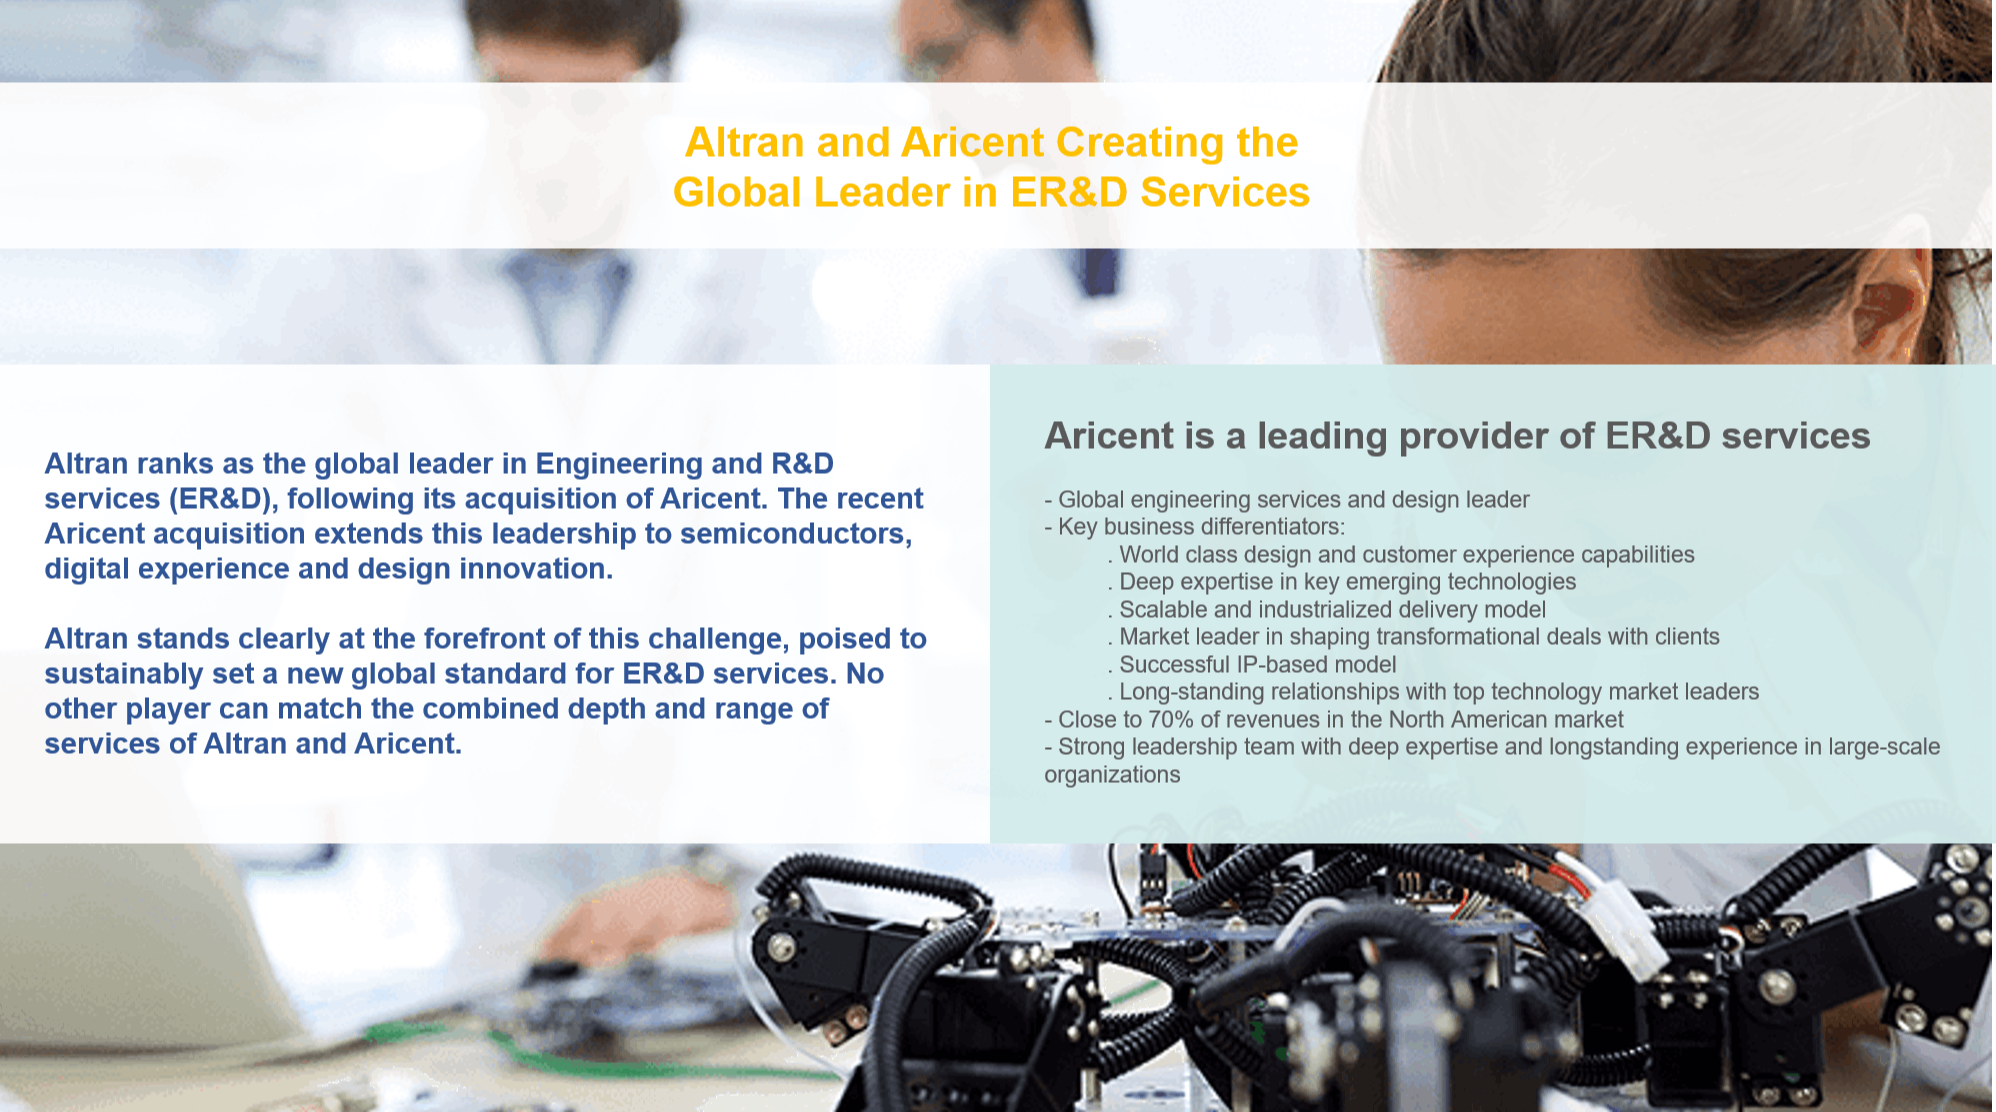 Altran and Aricent Creating the
Global Leader in ER&D Services
Altran ranks as the global leader in Engineering and R&D
services (ER&D), following its acquisition of Aricent. The recent
Aricent acquisition extends this leadership to semiconductors,
digital experience and design innovation.
Altran stands clearly at the forefront of this challenge, poised to
sustainably set a new global standard for ER&D services. No
other player can match the combined depth and range of
services of Altran and Aricent.
Aricent is a leading provider of ER&D services
- Global engineering services and design leader
- Key business differentiators:
. World class design and customer experience capabilities
. Deep expertise in key emerging technologies
. Scalable and industrialized delivery model
. Market leader in shaping transformational deals with clients
. Successful IP-based model
. Long-standing relationships with top technology market leaders
- Close to 70% of revenues in the North American market
- Strong leadership team with deep expertise and longstanding experience in large-scale
organizations